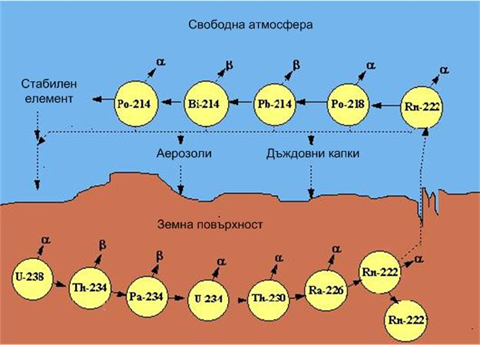 Свободна атмосфера
α β β α α
Стабилен
елемент
Po-214 Bi-214 Pb-214 Po-218 Rn-222
Аерозоли Дъждовни капки
Земна повърхност
α β β α α α α
U-238 Th-234 Pa-234 U-234 Th-230 Ra-226 Rn-222
Rn-222